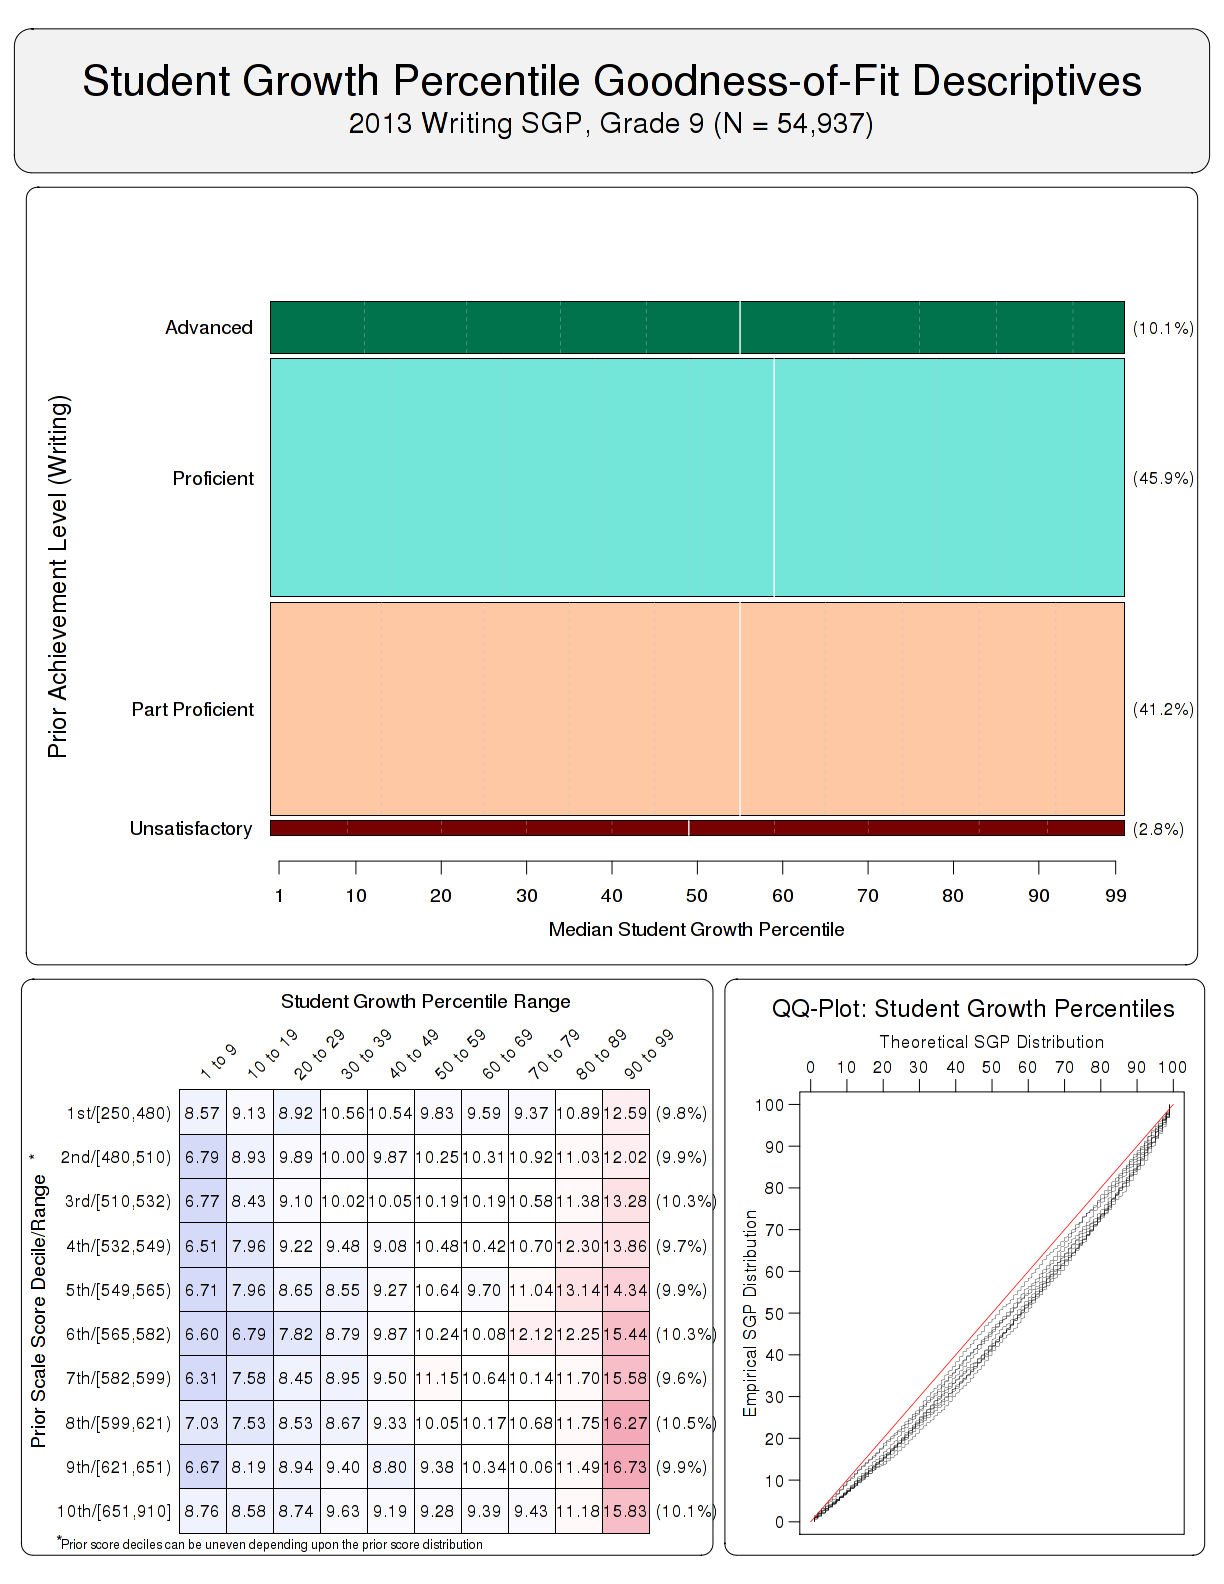 Student Growth Percentile Goodness-of-Fit Descriptives
2013 Writing SGP, Grade 9 (N = 54,937)
Prior Achievement Level (Writing)
Advanced (10.1%)
Proficient (45.9%)
Part Proficient (41.2%)
Unsatisfactory (2.8%)
1 10 20 30 40 50 60 70 80 90 99
Median Student Growth Percentile
Student Growth Percentile Range
1 to 9 10 to 19 20 to 29 30 to 39 40 to 49 50 to 59 60 to 69 70 to 79 80 to 89 90 to 99
Prior Scale Score Decile/Range *
1st/[250,480) 8.57 9.13 8.92 10.56 10.54 9.83 9.59 9.37 10.89 12.59 (9.8%)
2nd/[480,510) 6.79 8.93 9.89 10.00 9.87 10.25 10.31 10.92 11.03 12.02 (9.9%)
3rd/[510,532) 6.77 8.43 9.10 10.02 10.05 10.19 10.19 10.58 11.38 13.28 (10.3%)
4th/[532,549) 6.51 7.96 9.22 9.48 9.08 10.48 10.42 10.70 12.30 13.86 (9.7%)
5th/[549,565) 6.71 7.96 8.65 8.55 9.27 10.64 9.70 11.04 13.14 14.34 (9.9%)
6th/[565,582) 6.60 6.79 7.82 8.79 9.87 10.24 10.08 12.12 12.25 15.44 (10.3%)
7th/[582,599) 6.31 7.58 8.45 8.95 9.50 11.15 10.64 10.14 11.70 15.58 (9.6%)
8th/[599,621) 7.03 7.53 8.53 8.67 9.33 10.05 10.17 10.68 11.75 16.27 (10.5%)
9th/[621,651) 6.67 8.19 8.94 9.40 8.80 9.38 10.34 10.06 11.49 16.73 (9.9%)
10th/[651,910] 8.76 8.58 8.74 9.63 9.19 9.28 9.39 9.43 11.18 15.83 (10.1%)
*Prior score deciles can be uneven depending upon the prior score distribution
QQ-Plot: Student Growth Percentiles
Theoretical SGP Distribution
0 10 20 30 40 50 60 70 80 90 100
Empirical SGP Distribution
100
90
80
70
60
50
40
30
20
10
0